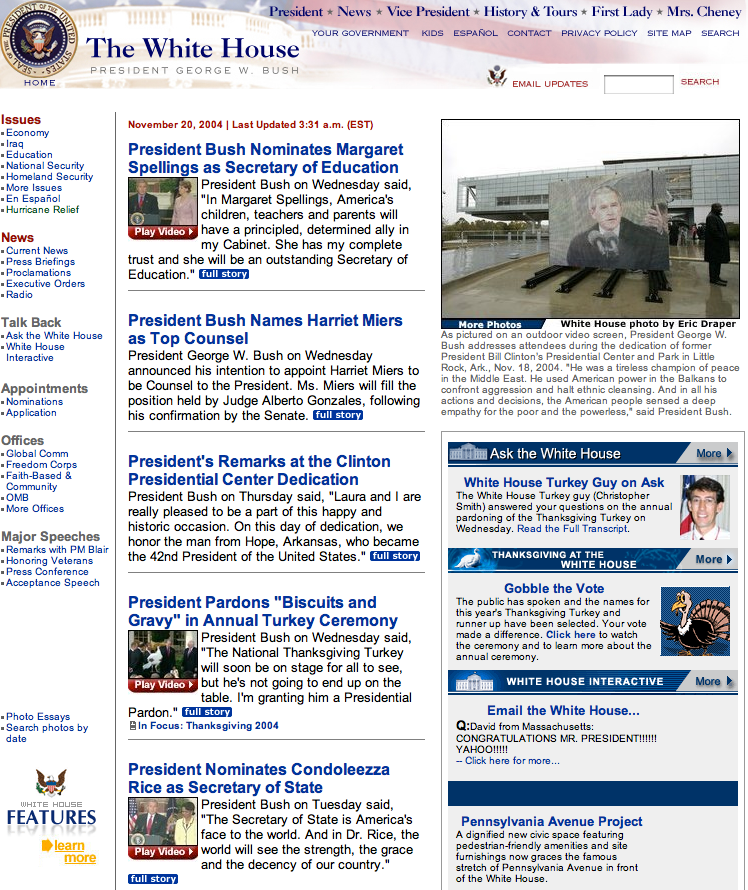 President ★ News ★ Vice President ★ History & Tours ★ First Lady ★ Mrs. Cheney
YOUR GOVERNMENT KIDS ESPAÑOL CONTACT PRIVACY POLICY SITE MAP SEARCH
The White House
PRESIDENT GEORGE W. BUSH
HOME
EMAIL UPDATES
SEARCH
Issues
Economy
Iraq
Education
National Security
Homeland Security
More Issues
En Español
Hurricane Relief
News
Current News
Press Briefings
Proclamations
Executive Orders
Radio
Talk Back
Ask the White House
White House
Interactive
Appointments
Nominations
Application
Offices
Global Comm
Freedom Corps
Faith-Based &
Community
OMB
More Offices
Major Speeches
Remarks with PM Blair
Honoring Veterans
Press Conference
Acceptance Speech
Photo Essays
Search photos by
date
WHITE HOUSE
FEATURES
learn
more
November 20, 2004 | Last Updated 3:31 a.m. (EST)
President Bush Nominates Margaret
Spellings as Secretary of Education
Play Video
President Bush on Wednesday said,
"In Margaret Spellings, America's
children, teachers and parents will
have a principled, determined ally in
my Cabinet. She has my complete
trust and she will be an outstanding Secretary of
Education." full story
President Bush Names Harriet Miers
as Top Counsel
President George W. Bush on Wednesday
announced his intention to appoint Harriet Miers to
be Counsel to the President. Ms. Miers will fill the
position held by Judge Alberto Gonzales, following
his confirmation by the Senate. full story
President's Remarks at the Clinton
Presidential Center Dedication
President Bush on Thursday said, "Laura and I are
really pleased to be a part of this happy and
historic occasion. On this day of dedication, we
honor the man from Hope, Arkansas, who became
the 42nd President of the United States." full story
President Pardons "Biscuits and
Gravy" in Annual Turkey Ceremony
Play Video
President Bush on Wednesday said,
"The National Thanksgiving Turkey
will soon be on stage for all to see,
but he's not going to end up on the
table. I'm granting him a Presidential
Pardon." full story
In Focus: Thanksgiving 2004
President Nominates Condoleezza
Rice as Secretary of State
Play Video
President Bush on Tuesday said,
"The Secretary of State is America's
face to the world. And in Dr. Rice, the
world will see the strength, the grace
and the decency of our country."
full story
More Photos White House photo by Eric Draper
As pictured on an outdoor video screen, President George W.
Bush addresses attendees during the dedication of former
President Bill Clinton's Presidential Center and Park in Little
Rock, Ark., Nov. 18, 2004. "He was a tireless champion of peace
in the Middle East. He used American power in the Balkans to
confront aggression and halt ethnic cleansing. And in all his
actions and decisions, the American people sensed a deep
empathy for the poor and the powerless," said President Bush.
Ask the White House More
White House Turkey Guy on Ask
The White House Turkey guy (Christopher
Smith) answered your questions on the annual
pardoning of the Thanksgiving Turkey on
Wednesday. Read the Full Transcript.
THANKSGIVING AT THE
WHITE HOUSE More
Gobble the Vote
The public has spoken and the names for
this year's Thanksgiving Turkey and
runner up have been selected. Your vote
made a difference. Click here to watch
the ceremony and to learn more about the
annual ceremony.
WHITE HOUSE INTERACTIVE More
Email the White House...
Q:David from Massachusetts:
CONGRATULATIONS MR. PRESIDENT!!!!!!
YAHOO!!!!!
-- Click here for more...
Pennsylvania Avenue Project
A dignified new civic space featuring
pedestrian-friendly amenities and site
furnishings now graces the famous
stretch of Pennsylvania Avenue in front
of the White House.